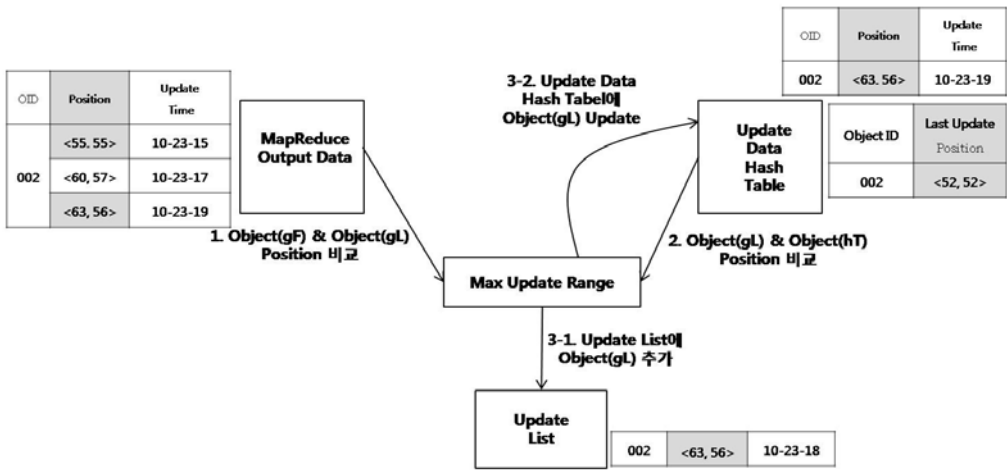 OID Position Update Time
002 <63. 56> 10-23-19
OID Position Update Time
<55. 55> 10-23-15
002 <60, 57> 10-23-17
<63, 56> 10-23-19
MapReduce
Output Data
3-2. Update Data
Hash Tabel에
Object(gL) Update
Update
Data
Hash
Table
Object ID Last Update Position
002 <52, 52>
1. Object(gF) & Object(gL)
Position 비교
2. Object(gL) & Object(hT)
Position 비교
Max Update Range
3-1. Update List에
Object(gL) 추가
Update
List
002 <63, 56> 10-23-18